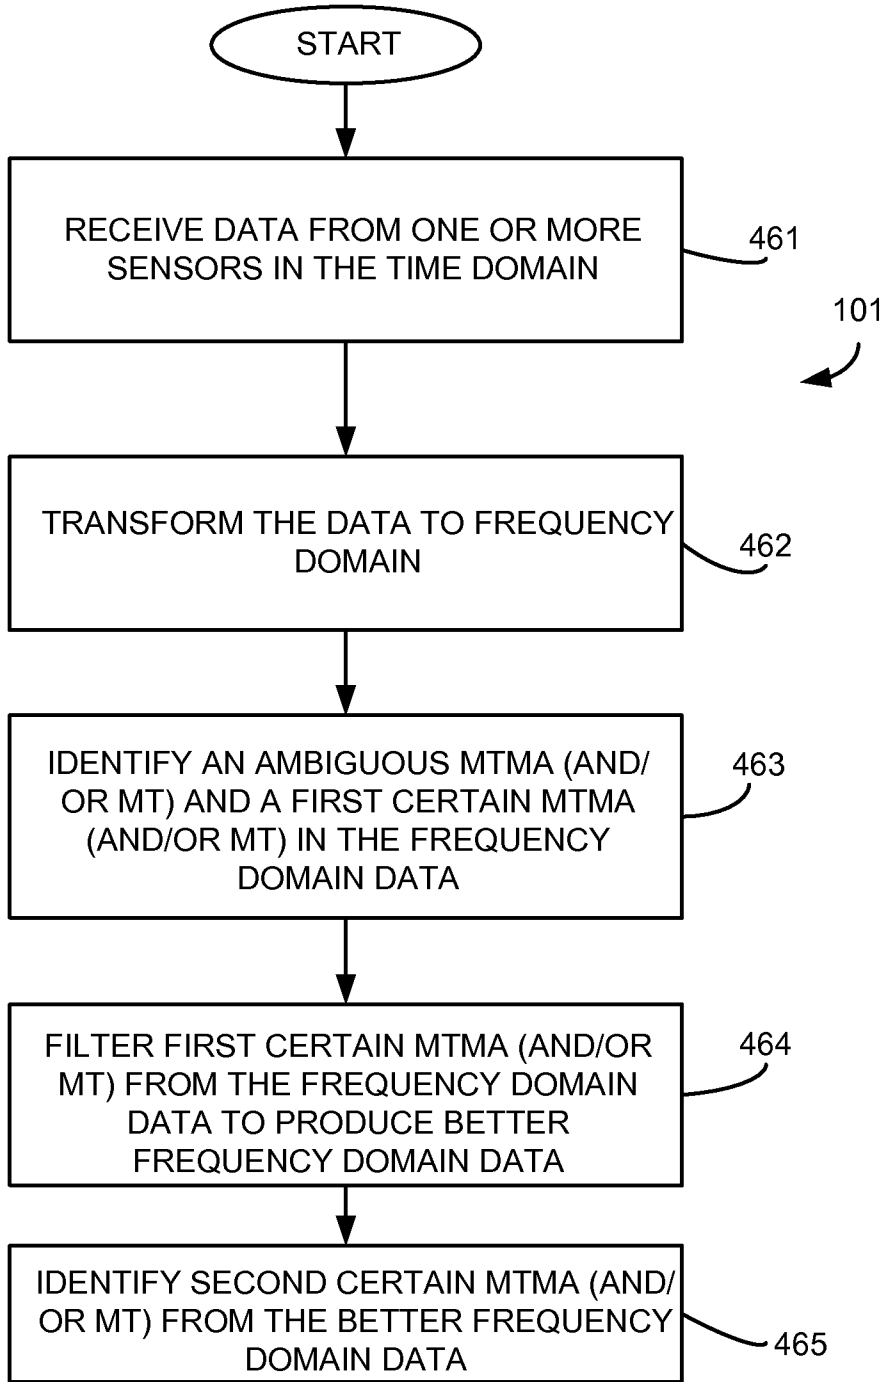 START
RECEIVE DATA FROM ONE OR MORE
SENSORS IN THE TIME DOMAIN
461
101
TRANSFORM THE DATA TO FREQUENCY
DOMAIN
462
IDENTIFY AN AMBIGUOUS MTMA (AND/
OR MT) AND A FIRST CERTAIN MTMA
(AND/OR MT) IN THE FREQUENCY
DOMAIN DATA
463
FILTER FIRST CERTAIN MTMA (AND/OR
MT) FROM THE FREQUENCY DOMAIN
DATA TO PRODUCE BETTER
FREQUENCY DOMAIN DATA
464
IDENTIFY SECOND CERTAIN MTMA (AND/
OR MT) FROM THE BETTER FREQUENCY
DOMAIN DATA
465